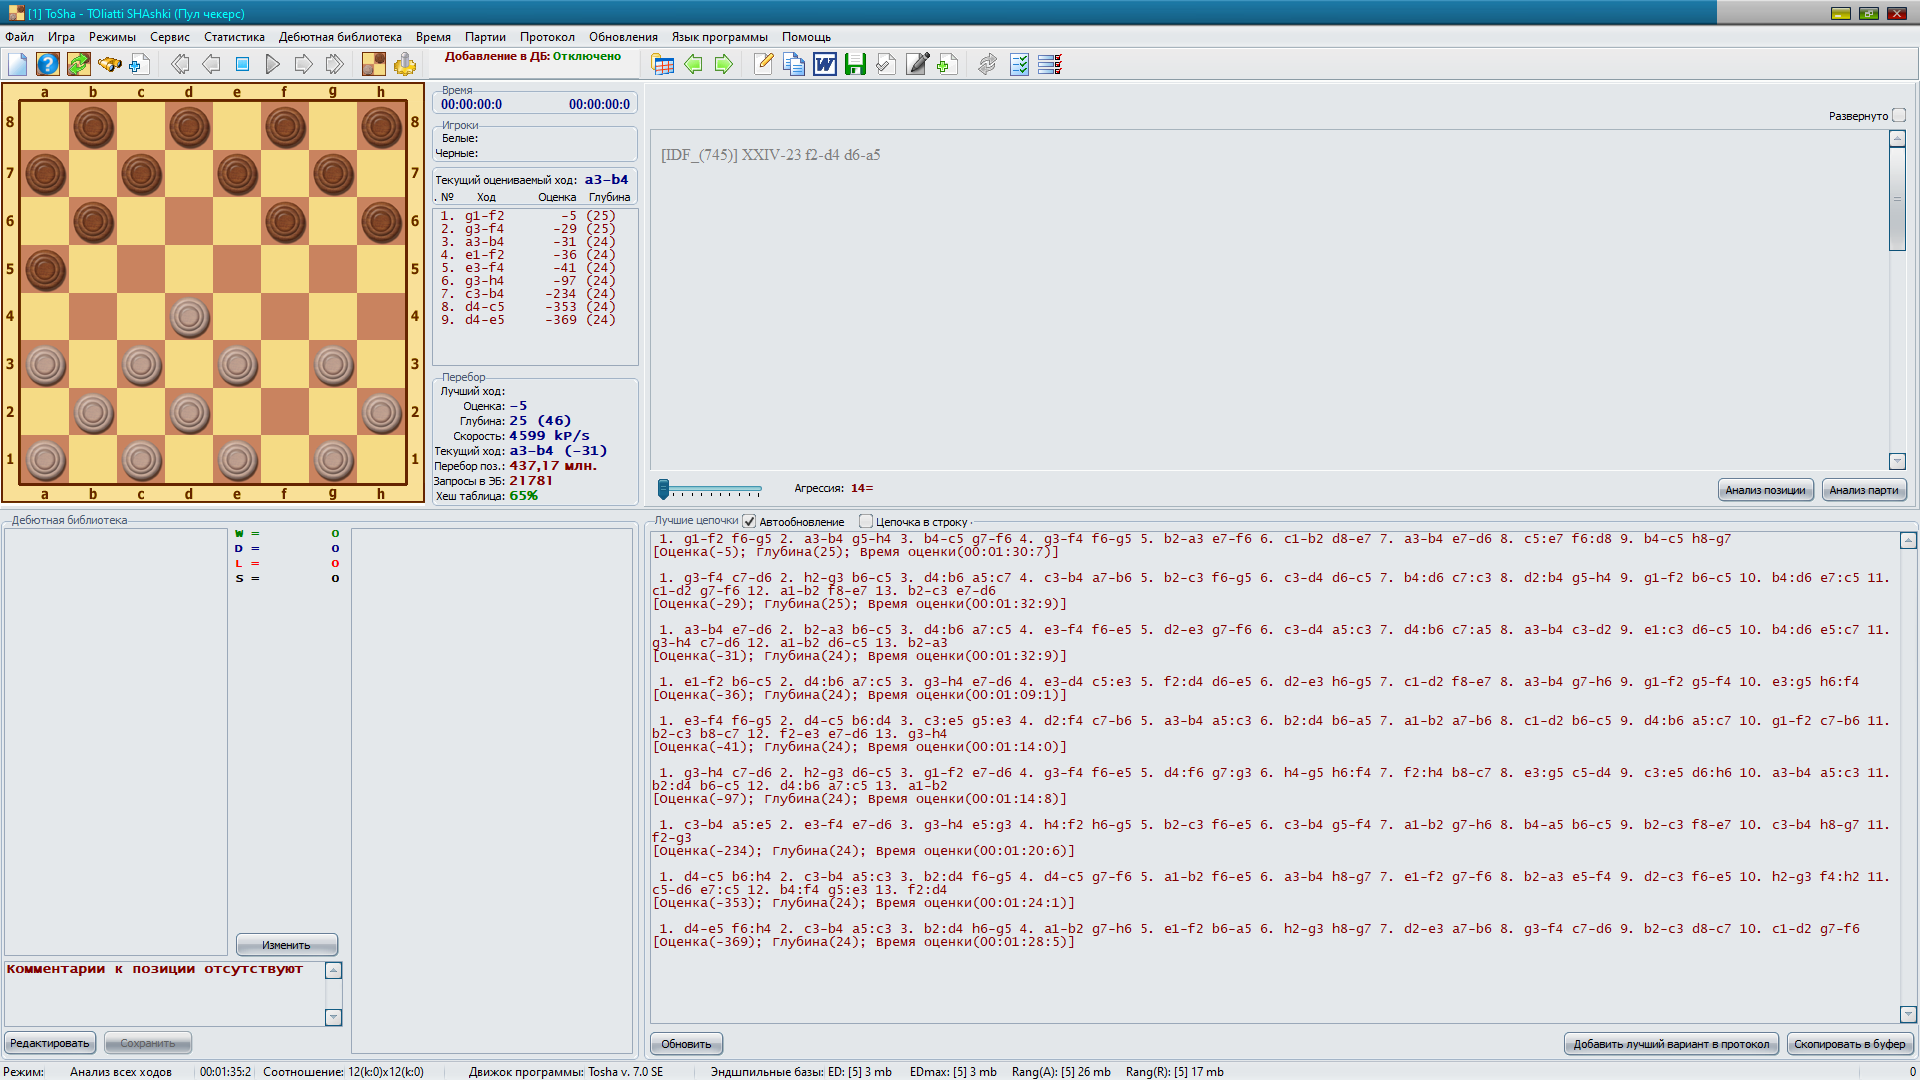 [1] ToSha - TOliatti SHAshki (Пул чекерс)
Файл Игра Режимы Сервис Статистика Дебютная библиотека Время Партии Протокол Обновления Язык программы Помощь
Добавление в ДБ: Отключено
a b c d e f g h
8 8
7 7
6 6
5 5
4 4
3 3
2 2
1 1
a b c d e f g h
Время
00:00:00:0 00:00:00:0
Игроки
Белые:
Черные:
Текущий оцениваемый ход: a3-b4
. № Ход Оценка Глубина
1. g1-f2 -5 (25)
2. g3-f4 -29 (25)
3. a3-b4 -31 (24)
4. e1-f2 -36 (24)
5. e3-f4 -41 (24)
6. g3-h4 -97 (24)
7. c3-b4 -234 (24)
8. d4-c5 -353 (24)
9. d4-e5 -369 (24)
Перебор
Лучший ход:
Оценка: -5
Глубина: 25 (46)
Скорость: 4599 kP/s
Текущий ход: a3-b4 (-31)
Перебор поз.: 437,17 млн.
Запросы в ЭБ: 21781
Хеш таблица: 65%
Развернуто
[IDF_(745)] XXIV-23 f2-d4 d6-a5
Агрессия: 14=
Анализ позиции
Анализ парти
Дебютная библиотека
W = 0
D = 0
L = 0
S = 0
Изменить
Комментарии к позиции отсутствуют
Редактировать
Сохранить
Лучшие цепочки Автообновление Цепочка в строку
1. g1-f2 f6-g5 2. a3-b4 g5-h4 3. b4-c5 g7-f6 4. g3-f4 f6-g5 5. b2-a3 e7-f6 6. c1-b2 d8-e7 7. a3-b4 e7-d6 8. c5:e7 f6:d8 9. b4-c5 h8-g7
[Оценка(-5); Глубина(25); Время оценки(00:01:30:7)]
1. g3-f4 c7-d6 2. h2-g3 b6-c5 3. d4:b6 a5:c7 4. c3-b4 a7-b6 5. b2-c3 f6-g5 6. c3-d4 d6-c5 7. b4:d6 c7:c3 8. d2:b4 g5-h4 9. g1-f2 b6-c5 10. b4:d6 e7:c5 11.
c1-d2 g7-f6 12. a1-b2 f8-e7 13. b2-c3 e7-d6
[Оценка(-29); Глубина(25); Время оценки(00:01:32:9)]
1. a3-b4 e7-d6 2. b2-a3 b6-c5 3. d4:b6 a7:c5 4. e3-f4 f6-e5 5. d2-e3 g7-f6 6. c3-d4 a5:c3 7. d4:b6 c7:a5 8. a3-b4 c3-d2 9. e1:c3 d6-c5 10. b4:d6 e5:c7 11.
g3-h4 c7-d6 12. a1-b2 d6-c5 13. b2-a3
[Оценка(-31); Глубина(24); Время оценки(00:01:32:9)]
1. e1-f2 b6-c5 2. d4:b6 a7:c5 3. g3-h4 e7-d6 4. e3-d4 c5:e3 5. f2:d4 d6-e5 6. d2-e3 h6-g5 7. c1-d2 f8-e7 8. a3-b4 g7-h6 9. g1-f2 g5-f4 10. e3:g5 h6:f4
[Оценка(-36); Глубина(24); Время оценки(00:01:09:1)]
1. e3-f4 f6-g5 2. d4-c5 b6:d4 3. c3:e5 g5:e3 4. d2:f4 c7-b6 5. a3-b4 a5:c3 6. b2:d4 b6-a5 7. a1-b2 a7-b6 8. c1-d2 b6-c5 9. d4:b6 a5:c7 10. g1-f2 c7-b6 11.
b2-c3 b8-c7 12. f2-e3 e7-d6 13. g3-h4
[Оценка(-41); Глубина(24); Время оценки(00:01:14:0)]
1. g3-h4 c7-d6 2. h2-g3 d6-c5 3. g1-f2 e7-d6 4. g3-f4 f6-e5 5. d4:f6 g7:g3 6. h4-g5 h6:f4 7. f2:h4 b8-c7 8. e3:g5 c5-d4 9. c3:e5 d6:h6 10. a3-b4 a5:c3 11.
b2:d4 b6-c5 12. d4:b6 a7:c5 13. a1-b2
[Оценка(-97); Глубина(24); Время оценки(00:01:14:8)]
1. c3-b4 a5:e5 2. e3-f4 e7-d6 3. g3-h4 e5:g3 4. h4:f2 h6-g5 5. b2-c3 f6-e5 6. c3-b4 g5-f4 7. a1-b2 g7-h6 8. b4-a5 b6-c5 9. b2-c3 f8-e7 10. c3-b4 h8-g7 11.
f2-g3
[Оценка(-234); Глубина(24); Время оценки(00:01:20:6)]
1. d4-c5 b6:h4 2. c3-b4 a5:c3 3. b2:d4 f6-g5 4. d4-c5 g7-f6 5. a1-b2 f6-e5 6. a3-b4 h8-g7 7. e1-f2 g7-f6 8. b2-a3 e5-f4 9. d2-c3 f6-e5 10. h2-g3 f4:h2 11.
c5-d6 e7:c5 12. b4:f4 g5:e3 13. f2:d4
[Оценка(-353); Глубина(24); Время оценки(00:01:24:1)]
1. d4-e5 f6:h4 2. c3-b4 a5:c3 3. b2:d4 h6-g5 4. a1-b2 g7-h6 5. e1-f2 b6-a5 6. h2-g3 h8-g7 7. d2-e3 a7-b6 8. g3-f4 c7-d6 9. b2-c3 d8-c7 10. c1-d2 g7-f6
[Оценка(-369); Глубина(24); Время оценки(00:01:28:5)]
Обновить
Добавить лучший вариант в протокол
Скопировать в буфер
Режим: Анализ всех ходов 00:01:35:2 Соотношение: 12(k:0)x12(k:0) Движок программы: Tosha v. 7.0 SE Эндшпильные базы: ED: [5] 3 mb EDmax: [5] 3 mb Rang(A): [5] 26 mb Rang(R): [5] 17 mb 0